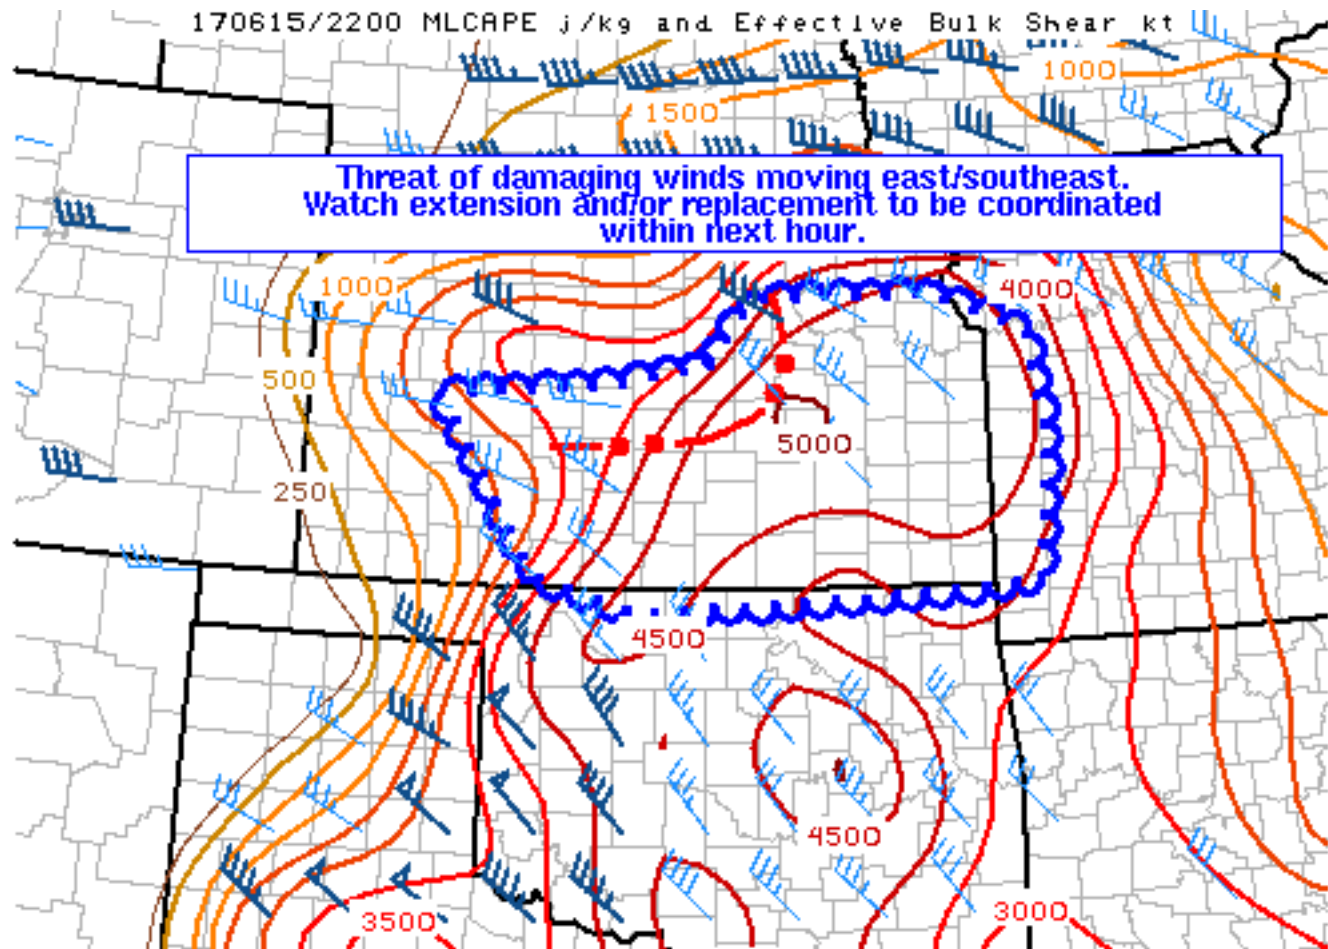 170615/2200 MLCAPE j/kg and Effective Bulk Shear kt
1000
1500
Threat of damaging winds moving east/southeast.
Watch extension and/or replacement to be coordinated
within next hour.
1000
4000
500
5000
250
4500
4500
3500
3000